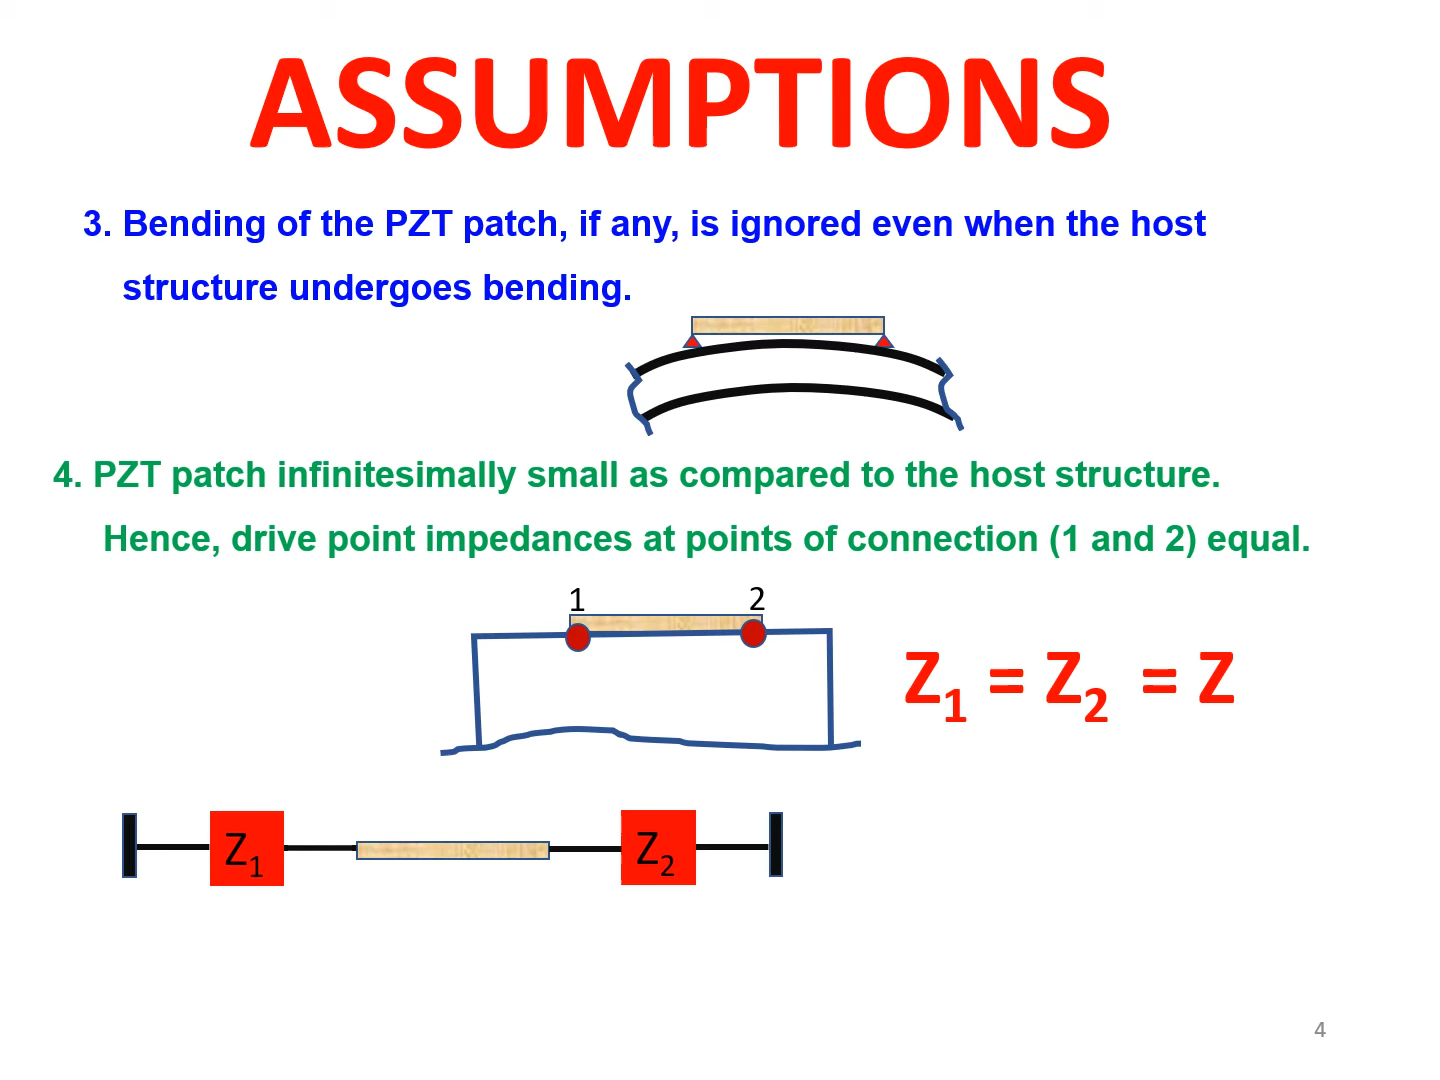 ASSUMPTIONS
3. Bending of the PZT patch, if any, is ignored even when the host
structure undergoes bending.
4. PZT patch infinitesimally small as compared to the host structure.
Hence, drive point impedances at points of connection (1 and 2) equal.
1 2
Z₁ = Z₂ = Z
Z₁ Z₂
4